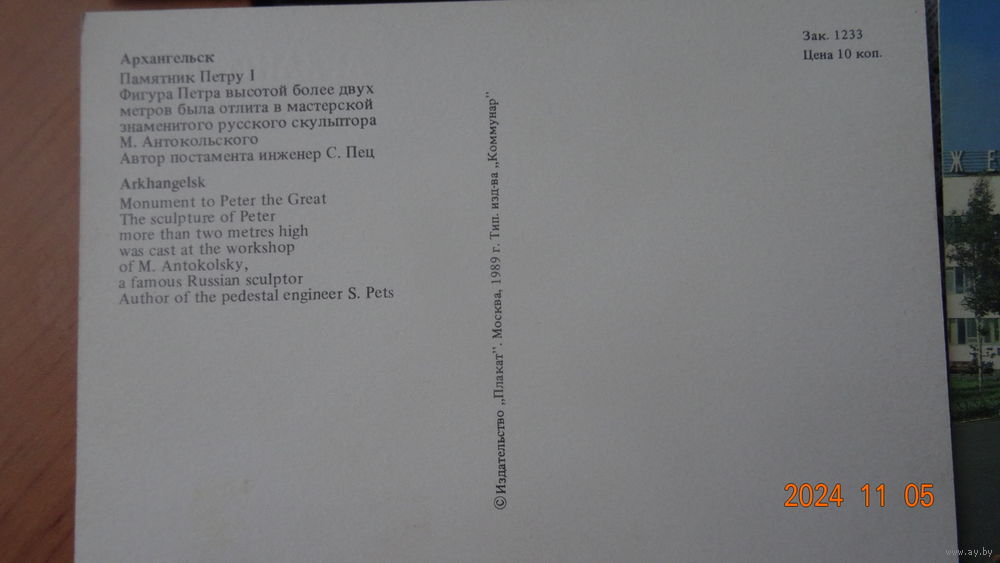 Архангельск
Памятник Петру I
Фигура Петра высотой более двух
метров была отлита в мастерской
знаменитого русского скульптора
М. Антокольского
Автор постамента инженер С. Пец
Arkhangelsk
Monument to Peter the Great
The sculpture of Peter
more than two metres high
was cast at the workshop
of M. Antokolsky,
a famous Russian sculptor
Author of the pedestal engineer S. Pets
© Издательство „Плакат”. Москва, 1989 г. Тип. изд-ва „Коммунар”
Зак. 1233
Цена 10 коп.
Ж Е
2024 11 05
www.ay.by